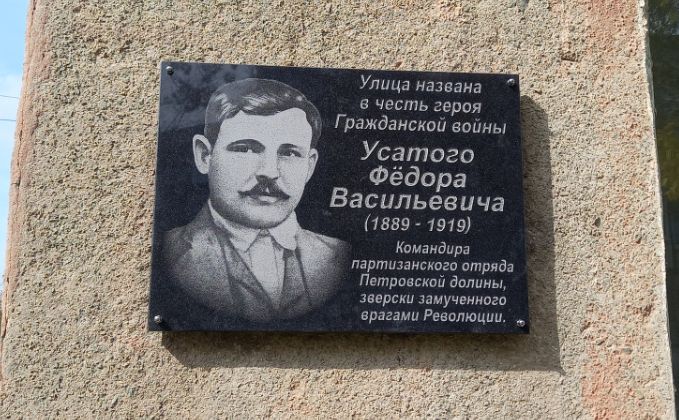 Улица названа
в честь героя
Гражданской войны
Усатого
Фёдора
Васильевича
(1889 - 1919)
Командира
партизанского отряда
Петровской долины,
зверски замученного
врагами Революции.